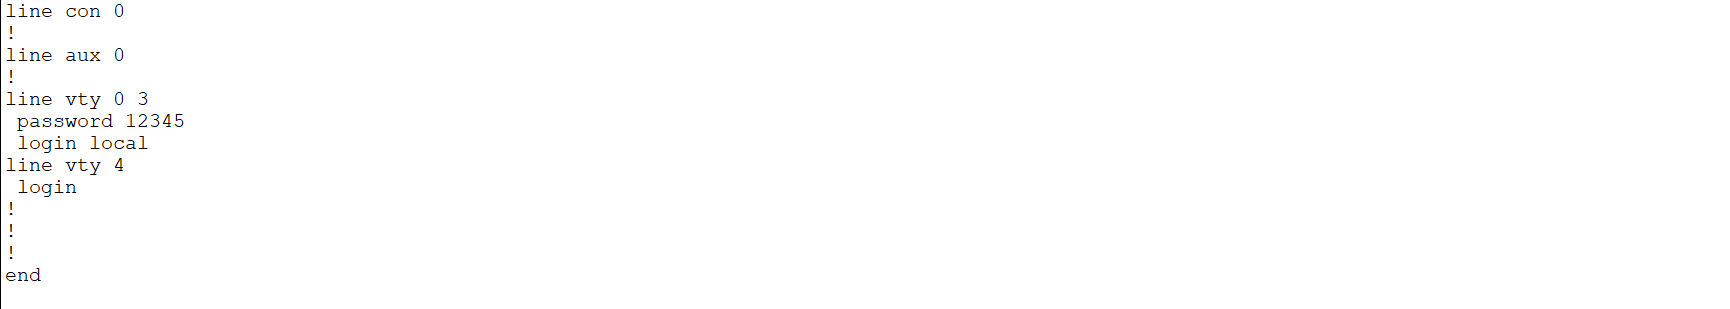 line con 0
!
line aux 0
!
line vty 0 3
 password 12345
 login local
line vty 4
 login
!
!
!
end